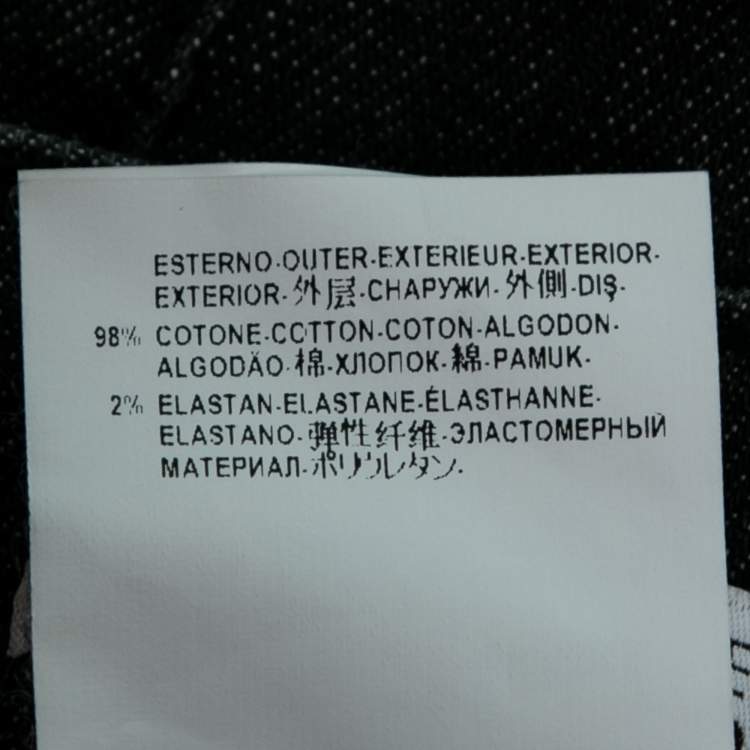 ESTERNO-OUTER-EXTERIEUR-EXTERIOR-
EXTERIOR-外层-СНАРУЖИ-外側-DIŞ-
98% COTONE-COTTON-COTON-ALGODON-
ALGODÃO-棉-ХЛОПОК-綿-PAMUK-
2% ELASTAN-ELASTANE-ÉLASTHANNE-
ELASTANO-弹性纤维-ЭЛАСТОМЕРНЫЙ
МАТЕРИАЛ-ポリウレタン.